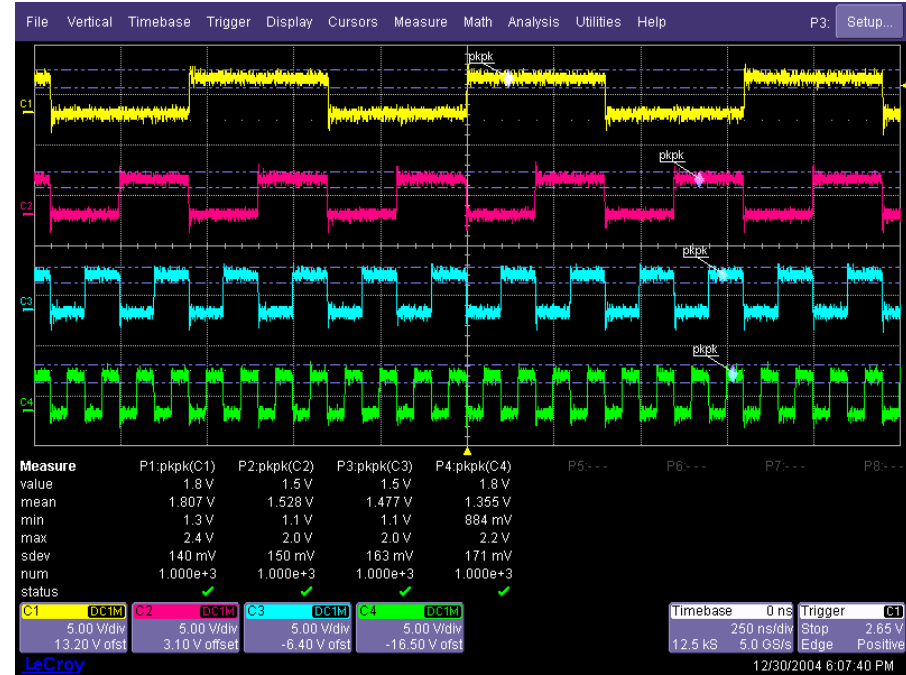 File Vertical Timebase Trigger Display Cursors Measure Math Analysis Utilities Help P3: Setup...
pkpk
C1
pkpk
C2
pkpk
C3
pkpk
C4
Measure P1:pkpk(C1) P2:pkpk(C2) P3:pkpk(C3) P4:pkpk(C4) P5:- - - P6:- - - P7:- - - P8:- - -
value 1.8 V 1.5 V 1.5 V 1.8 V
mean 1.807 V 1.528 V 1.477 V 1.355 V
min 1.3 V 1.1 V 1.1 V 884 mV
max 2.4 V 2.0 V 2.0 V 2.2 V
sdev 140 mV 150 mV 163 mV 171 mV
num 1.000e+3 1.000e+3 1.000e+3 1.000e+3
status
C1 DC1M C2 DC1M C3 DC1M C4 DC1M Timebase 0 ns Trigger C1
5.00 V/div 5.00 V/div 5.00 V/div 5.00 V/div 250 ns/div Stop 2.65 V
13.20 V ofst 3.10 V offset -6.40 V ofst -16.50 V ofst 12.5 kS 5.0 GS/s Edge Positive
LeCroy 12/30/2004 6:07:40 PM